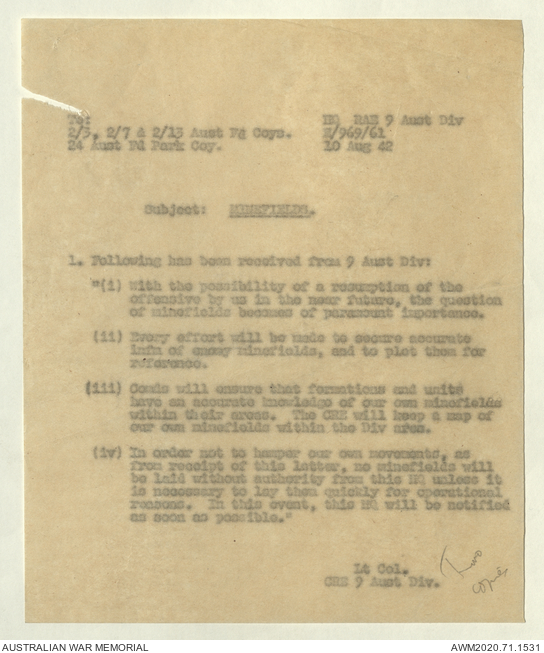 To:
2/3, 2/7 & 2/13 Aust Fd Coys.
24 Aust Fd Park Coy.
HQ RAE 9 Aust Div
E/969/61
10 Aug 42
Subject: MINEFIELDS.
1. Following has been received from 9 Aust Div:
"(i) With the possibility of a resumption of the
offensive by us in the near future, the question
of minefields becomes of paramount importance.
(ii) Every effort will be made to secure accurate
infm of enemy minefields, and to plot them for
reference.
(iii) Comds will ensure that formations and units
have an accurate knowledge of our own minefields
within their areas. The CRE will keep a map of
our own minefields within the Div area.
(iv) In order not to hamper our own movements, as
from receipt of this letter, no minefields will
be laid without authority from this HQ unless it
is necessary to lay them quickly for operational
reasons. In this event, this HQ will be notified
as soon as possible."
Lt Col.
CRE 9 Aust Div.
Two
copies
AUSTRALIAN WAR MEMORIAL
AWM2020.71.1531